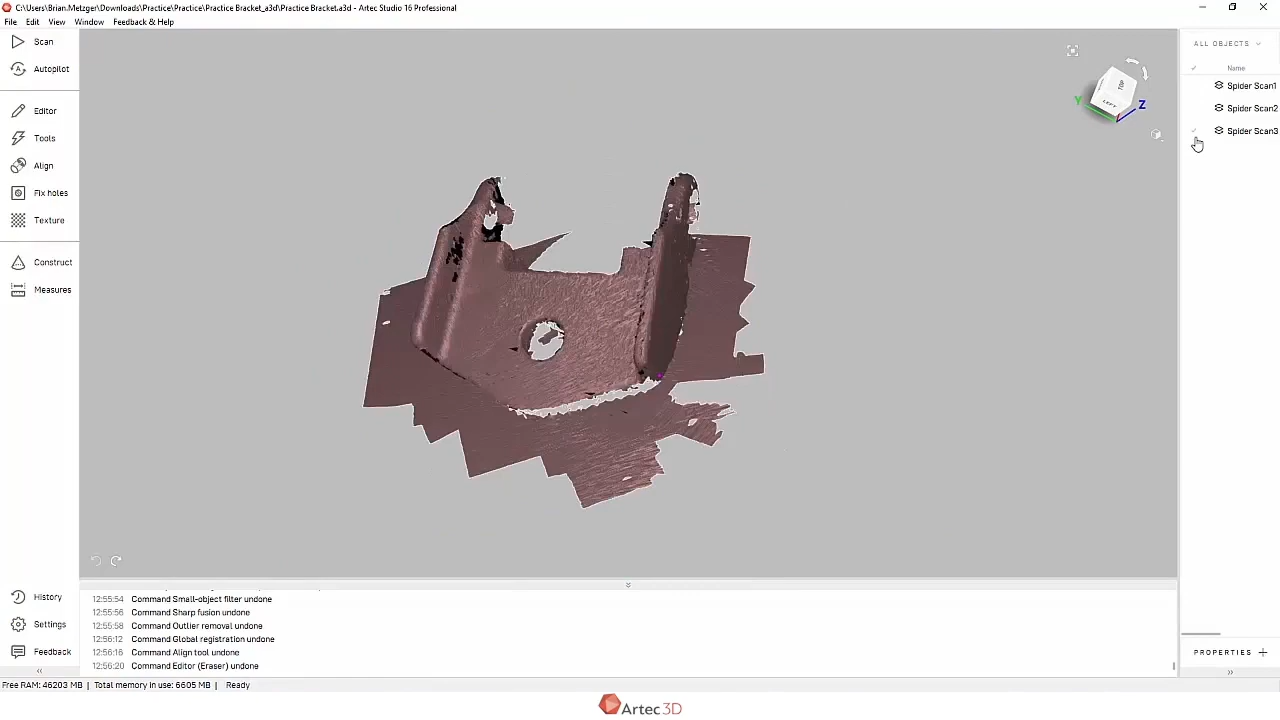 C:\Users\Brian.Metzger\Downloads\Practice\Practice\Practice Bracket_a3d\Practice Bracket.a3d - Artec Studio 16 Professional
File Edit View Window Feedback & Help
Scan
Autopilot
Editor
Tools
Align
Fix holes
Texture
Construct
Measures
History
Settings
Feedback
TOP
LEFT
Y
Z
ALL OBJECTS
Name
Spider Scan1
Spider Scan2
Spider Scan3
PROPERTIES
12:55:54 Command Small-object filter undone
12:55:56 Command Sharp fusion undone
12:55:58 Command Outlier removal undone
12:56:12 Command Global registration undone
12:56:16 Command Align tool undone
12:56:20 Command Editor (Eraser) undone
Free RAM: 46203 MB | Total memory in use: 6605 MB | Ready
Artec3D